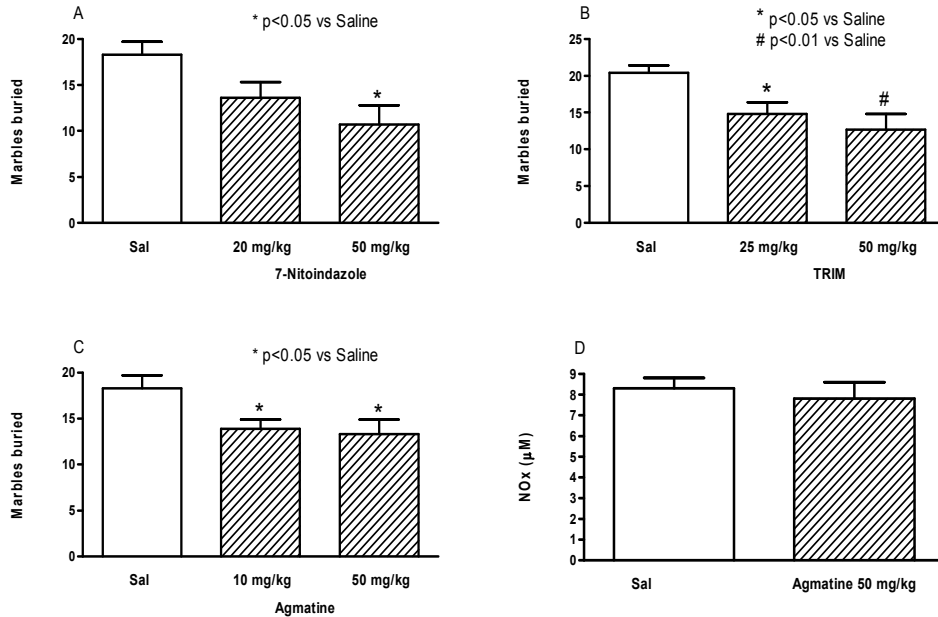 A
* p<0.05 vs Saline
20
15
10
5
0
Marbles buried
Sal
20 mg/kg
50 mg/kg
*
7-Nitoindazole
B
* p<0.05 vs Saline
# p<0.01 vs Saline
25
20
15
10
5
0
Marbles buried
*
#
Sal
25 mg/kg
50 mg/kg
TRIM
C
* p<0.05 vs Saline
20
15
10
5
0
Marbles buried
*
*
Sal
10 mg/kg
50 mg/kg
Agmatine
D
9
8
7
6
5
4
3
2
1
0
NOx (µM)
Sal
Agmatine 50 mg/kg